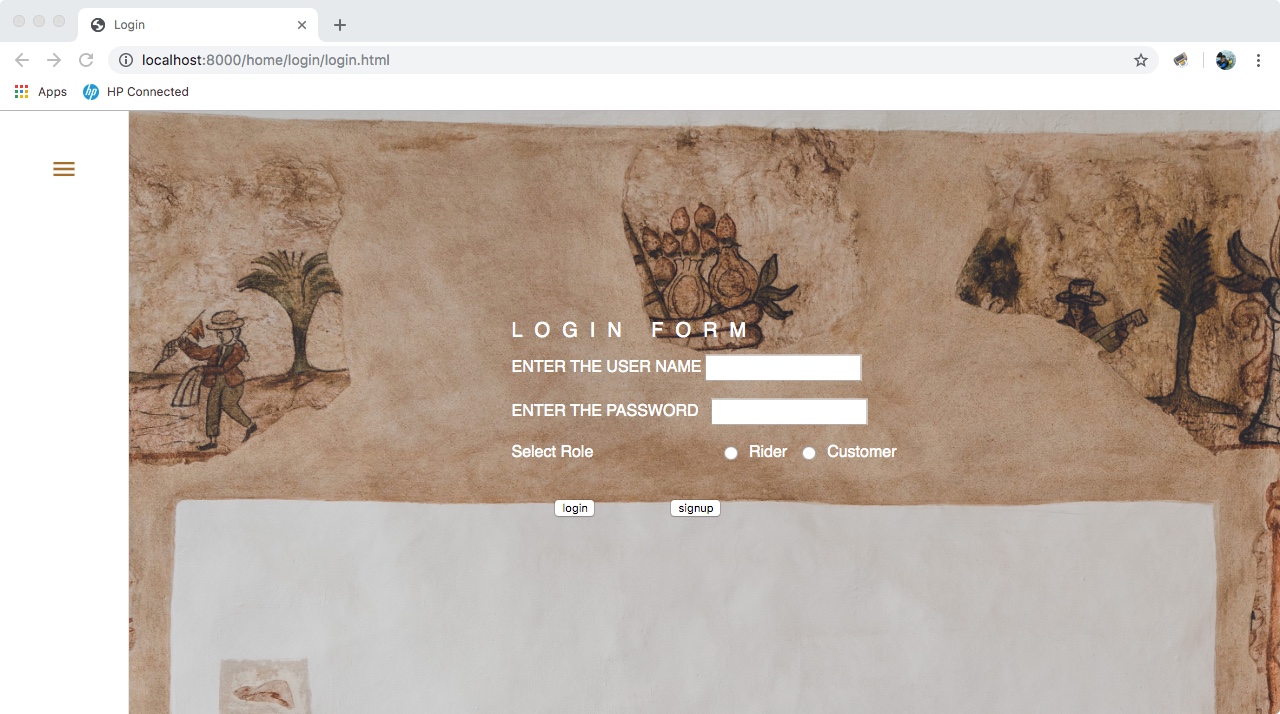 Login
localhost:8000/home/login/login.html
Apps hp HP Connected
LOGIN FORM
ENTER THE USER NAME
ENTER THE PASSWORD
Select Role Rider Customer
login signup